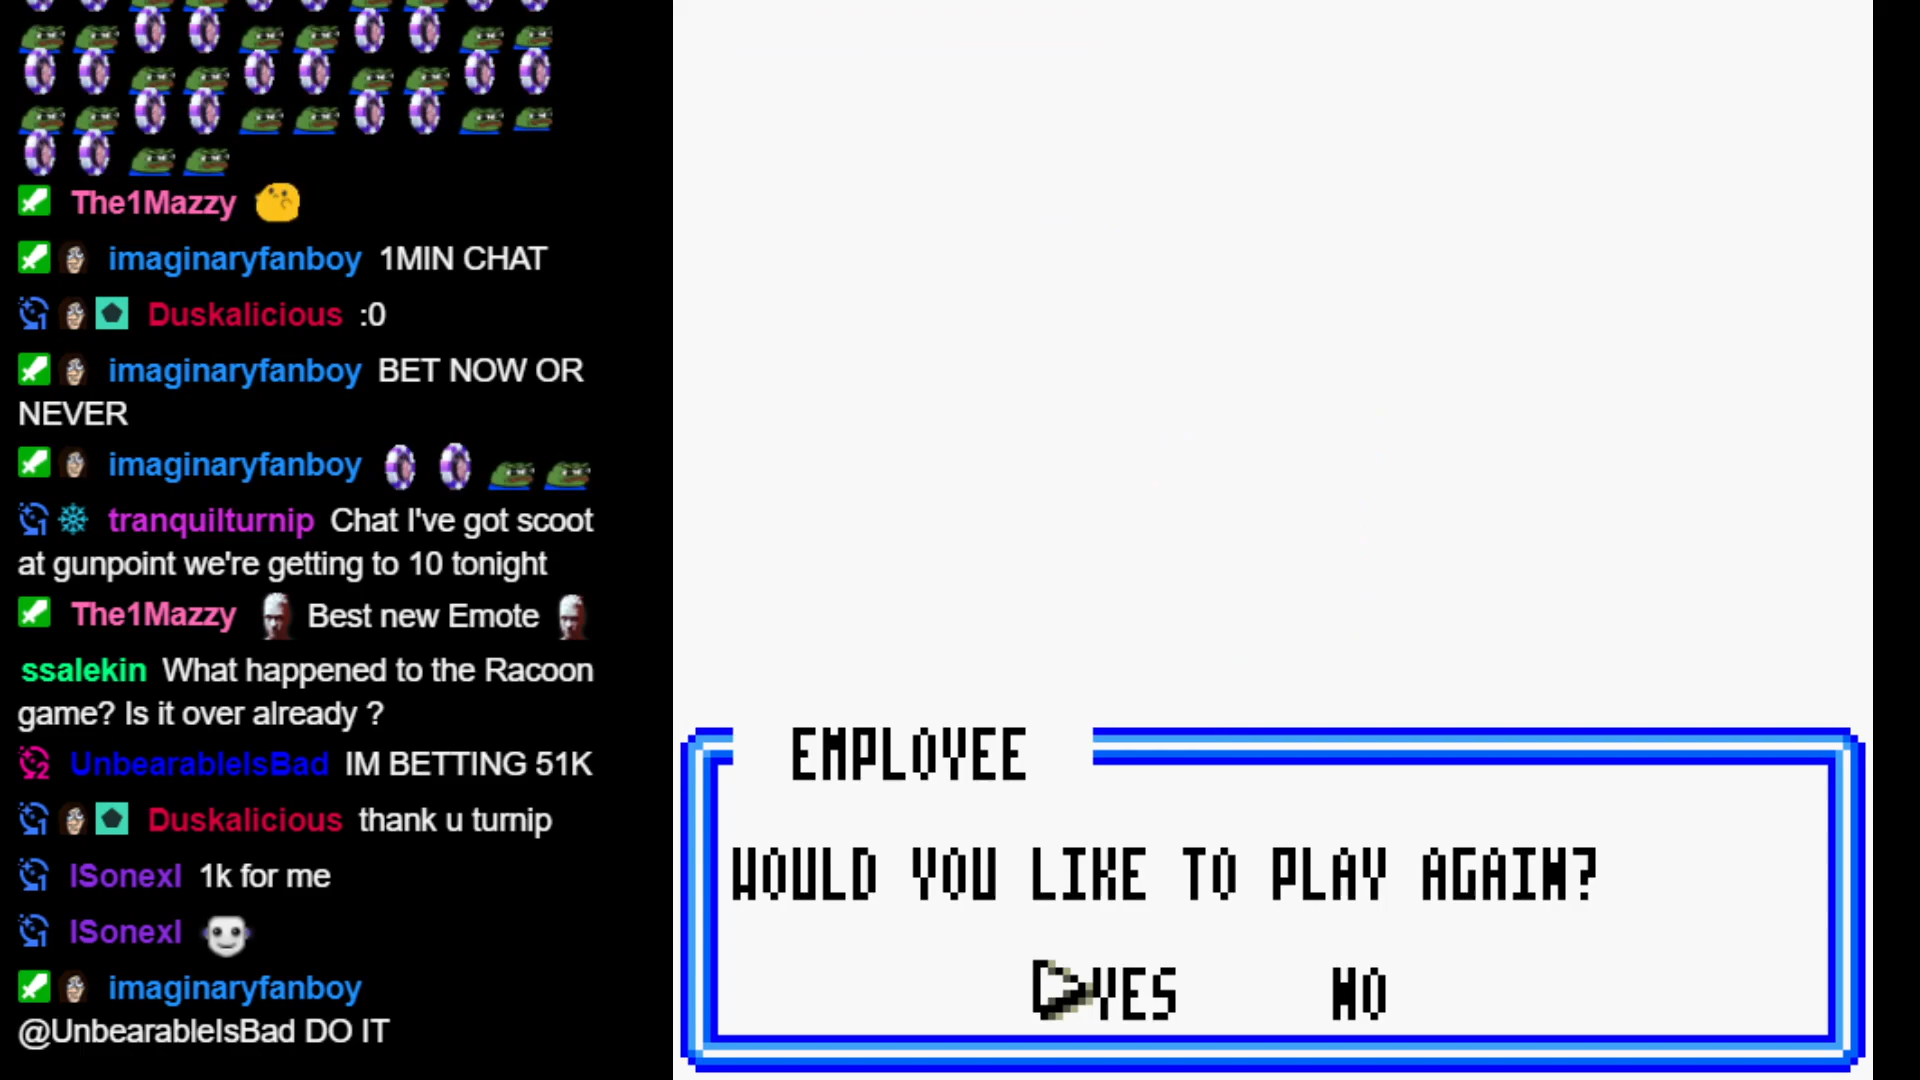 The1Mazzy
imaginaryfanboy 1MIN CHAT
Duskalicious :0
imaginaryfanboy BET NOW OR
NEVER
imaginaryfanboy
tranquilturnip Chat I've got scoot
at gunpoint we're getting to 10 tonight
The1Mazzy Best new Emote
ssalekin What happened to the Racoon
game? Is it over already ?
UnbearableIsBad IM BETTING 51K
Duskalicious thank u turnip
lSonexl 1k for me
lSonexl
imaginaryfanboy
@UnbearableIsBad DO IT
EMPLOYEE
WOULD YOU LIKE TO PLAY AGAIN?
YES NO